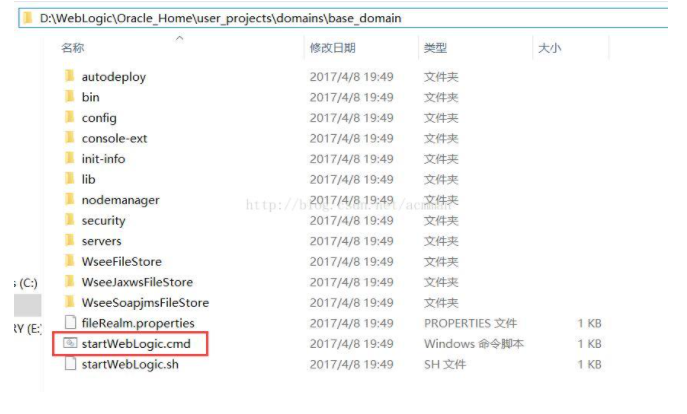 D:\WebLogic\Oracle_Home\user_projects\domains\base_domain
名称 修改日期 类型 大小
autodeploy 2017/4/8 19:49 文件夹
bin 2017/4/8 19:49 文件夹
config 2017/4/8 19:49 文件夹
console-ext 2017/4/8 19:49 文件夹
init-info 2017/4/8 19:49 文件夹
lib 2017/4/8 19:49 文件夹
nodemanager 2017/4/8 19:49 文件夹
http://blog.csdn.net/acmman
security 2017/4/8 19:49 文件夹
servers 2017/4/8 19:49 文件夹
WseeFileStore 2017/4/8 19:49 文件夹
s (C:) WseeJaxwsFileStore 2017/4/8 19:49 文件夹
WseeSoapjmsFileStore 2017/4/8 19:49 文件夹
RY (E: fileRealm.properties 2017/4/8 19:49 PROPERTIES 文件 1 KB
startWebLogic.cmd 2017/4/8 19:49 Windows 命令脚本 1 KB
startWebLogic.sh 2017/4/8 19:49 SH 文件 1 KB